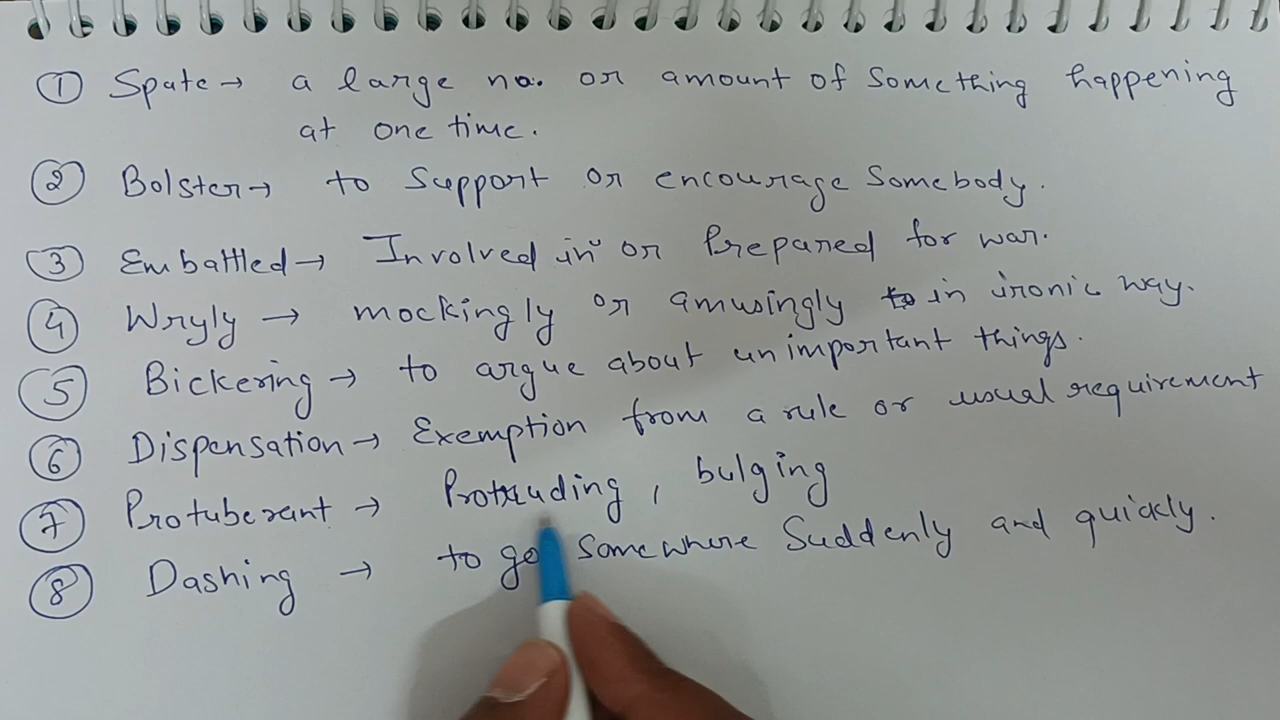 ① Spate → a large no. or amount of Something happening
at one time.
② Bolster → to Support or encourage Somebody.
③ Embattled → Involved in or Prepared for war.
④ Wryly → mockingly or amusingly in ironic way.
⑤ Bickering → to argue about unimportant things.
⑥ Dispensation → Exemption from a rule or usual requirement
⑦ Protuberant → Protruding, bulging
⑧ Dashing → to go Somewhere Suddenly and quickly.